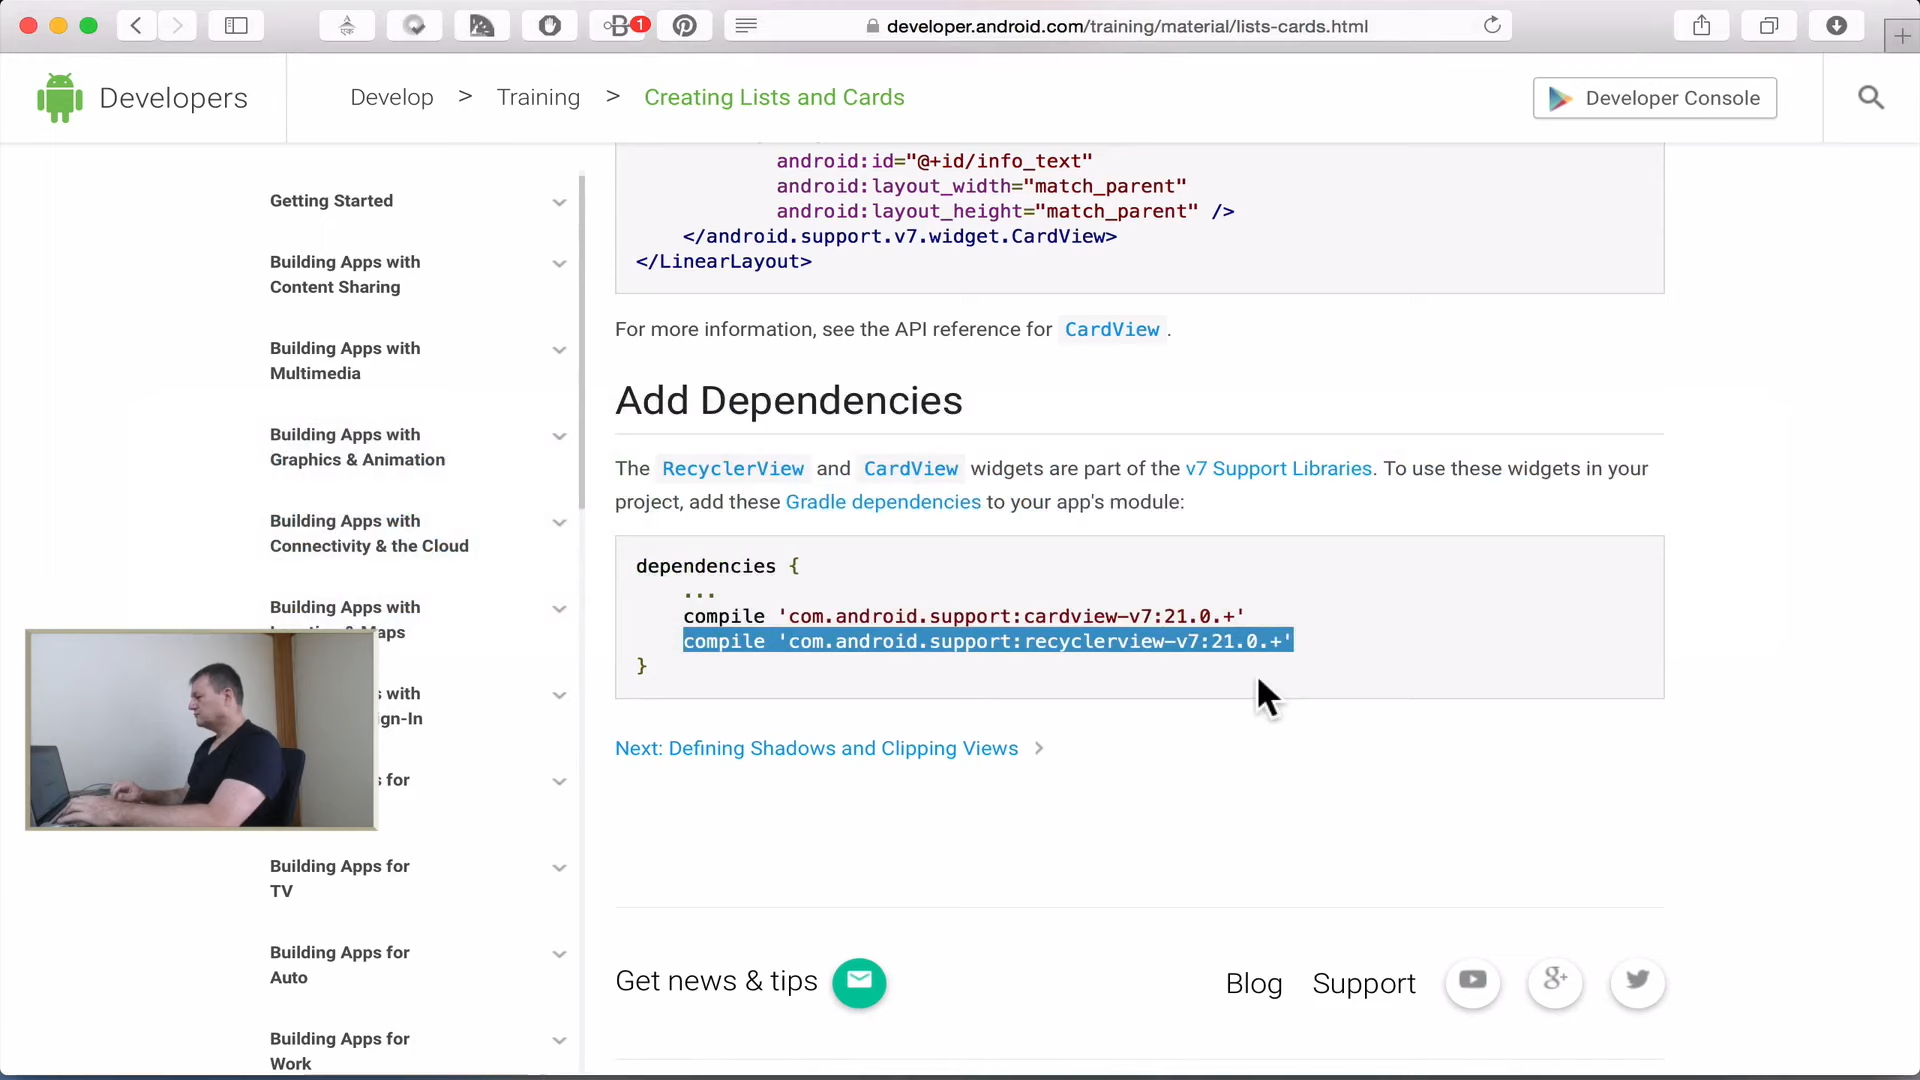 developer.android.com/training/material/lists-cards.html
1
Developers
Develop > Training > Creating Lists and Cards
Developer Console
Getting Started
Building Apps with
Content Sharing
Building Apps with
Multimedia
Building Apps with
Graphics & Animation
Building Apps with
Connectivity & the Cloud
Building Apps with
aps
s with
ign-In
s for
Building Apps for
TV
Building Apps for
Auto
Building Apps for
Work
android:id="@+id/info_text"
android:layout_width="match_parent"
android:layout_height="match_parent" />
</android.support.v7.widget.CardView>
</LinearLayout>
For more information, see the API reference for CardView .
Add Dependencies
The RecyclerView and CardView widgets are part of the v7 Support Libraries. To use these widgets in your
project, add these Gradle dependencies to your app's module:
dependencies {
...
compile 'com.android.support:cardview-v7:21.0.+'
compile 'com.android.support:recyclerview-v7:21.0.+'
}
Next: Defining Shadows and Clipping Views
Get news & tips
Blog Support
g+